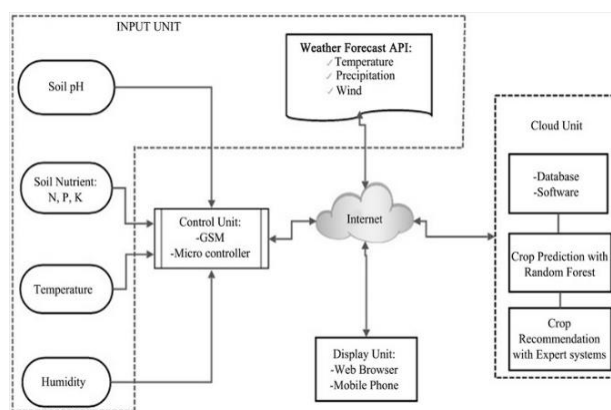 INPUT UNIT
Soil pH
Soil Nutrient:
N, P, K
Temperature
Humidity
Control Unit:
-GSM
-Micro controller
Weather Forecast API:
✓ Temperature
✓ Precipitation
✓ Wind
Internet
Display Unit:
-Web Browser
-Mobile Phone
Cloud Unit
-Database
-Software
Crop Prediction with
Random Forest
Crop
Recommendation
with Expert systems